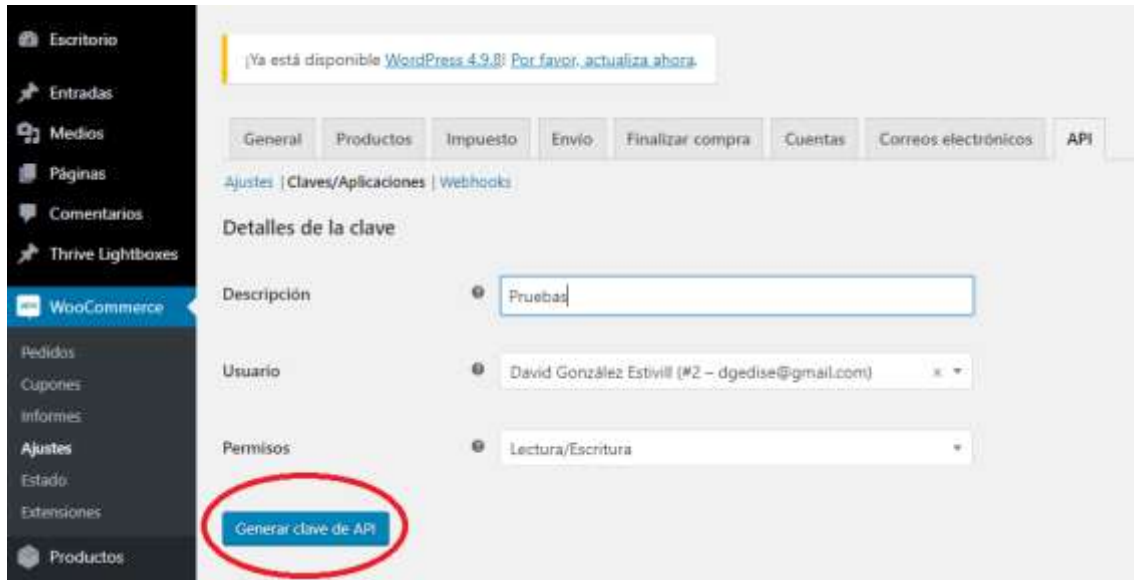 Escritorio
Entradas
Medios
Páginas
Comentarios
Thrive Lightboxes
WooCommerce
Pedidos
Cupones
Informes
Ajustes
Estado
Extensiones
Productos
¡Ya está disponible WordPress 4.9.8! Por favor, actualiza ahora.
General Productos Impuesto Envío Finalizar compra Cuentas Correos electrónicos API
Ajustes | Claves/Aplicaciones | Webhooks
Detalles de la clave
Descripción Pruebas
Usuario David González Estivill (#2 – dgedise@gmail.com) × 
Permisos Lectura/Escritura
Generar clave de API